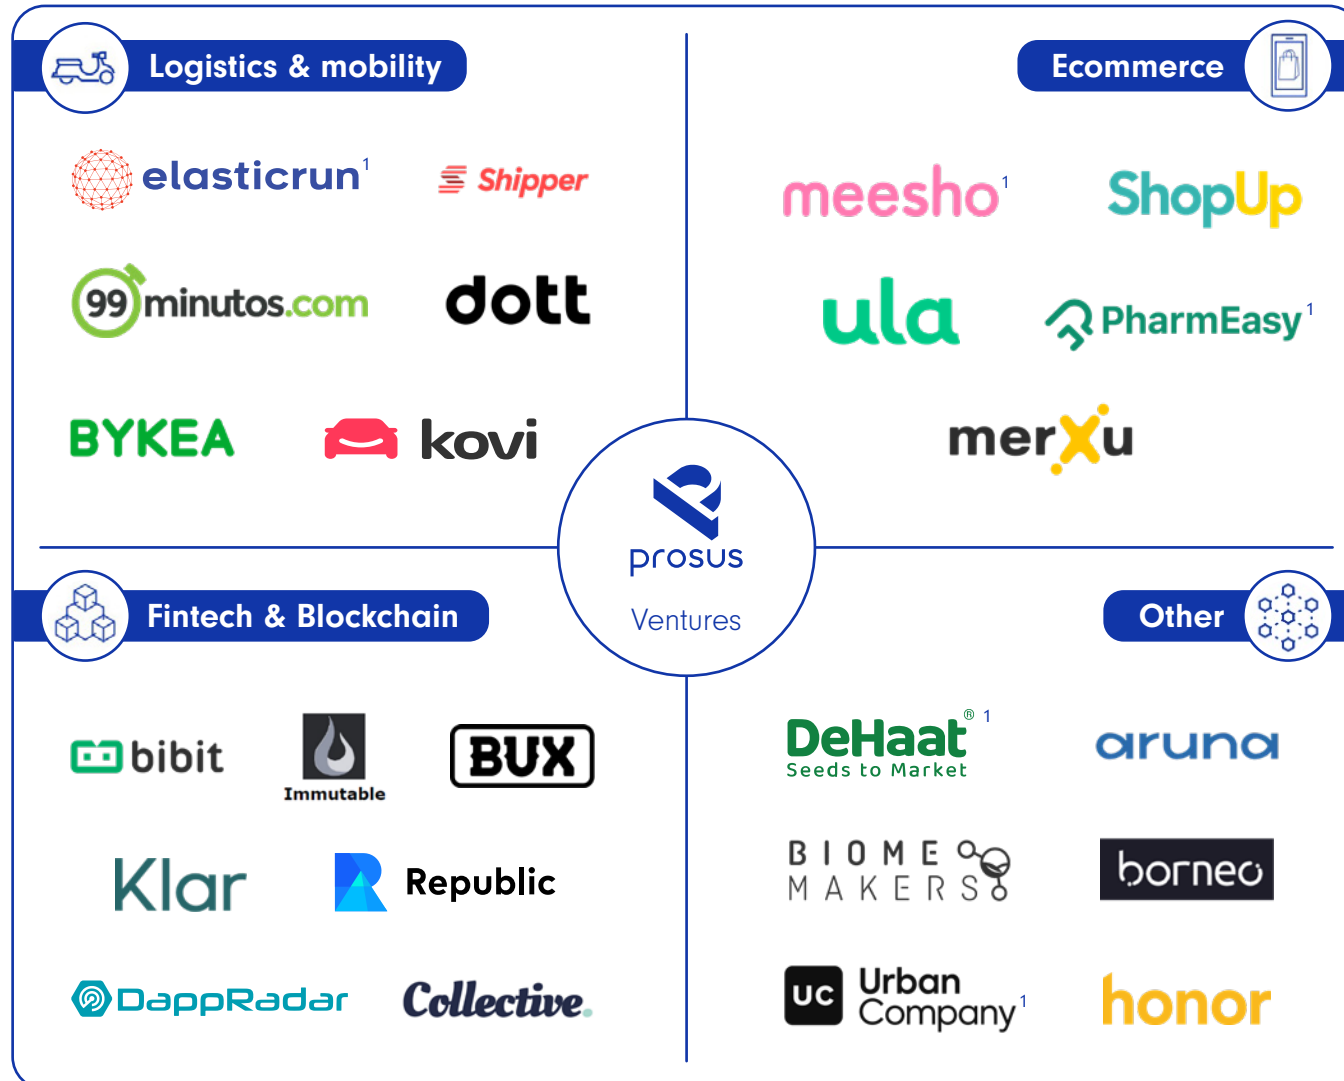 Logistics & mobility
elasticrun¹
Shipper
99minutos.com
dott
BYKEA
kovi
Ecommerce
meesho¹
ShopUp
ula
PharmEasy¹
merXu
prosus
Ventures
Fintech & Blockchain
bibit
Immutable
BUX
Klar
Republic
DappRadar
Collective.
Other
DeHaat® ¹
Seeds to Market
aruna
BIOME
MAKERS
borneo
UC
Urban
Company¹
honor